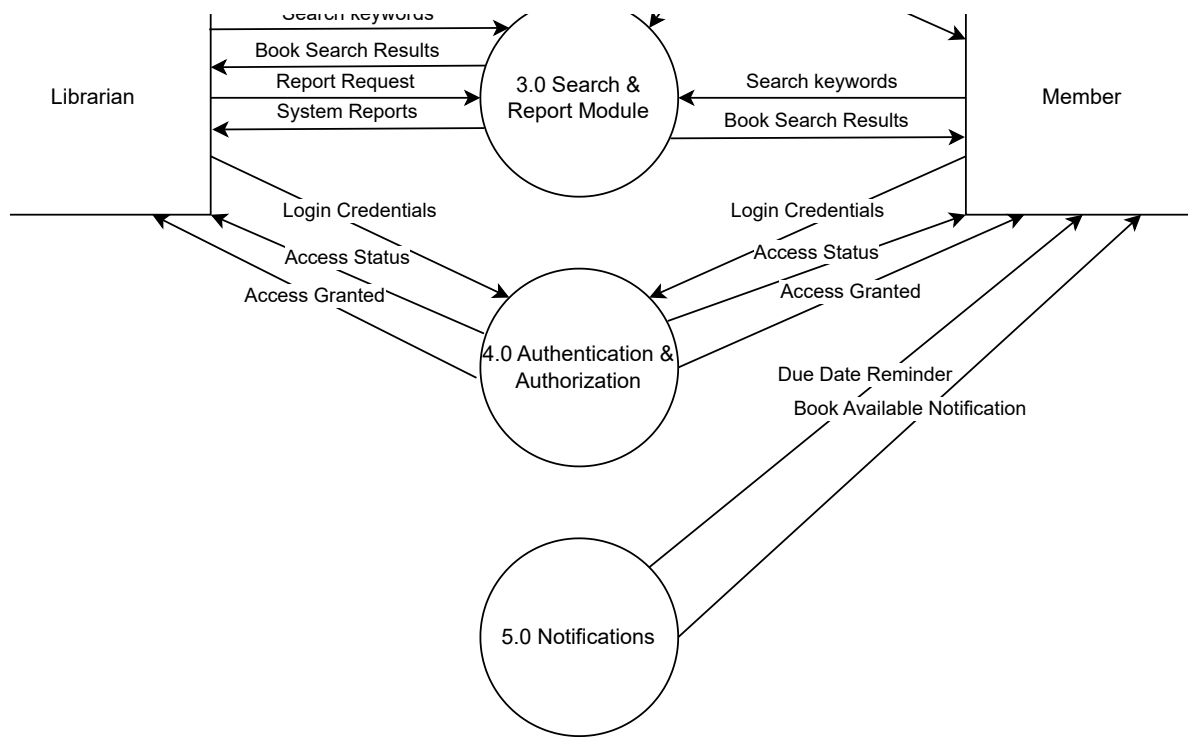 Search keywords
Book Search Results
Report Request
System Reports
Librarian
3.0 Search &
Report Module
Search keywords
Book Search Results
Member
Login Credentials
Access Status
Access Granted
Login Credentials
Access Status
Access Granted
4.0 Authentication &
Authorization
Due Date Reminder
Book Available Notification
5.0 Notifications